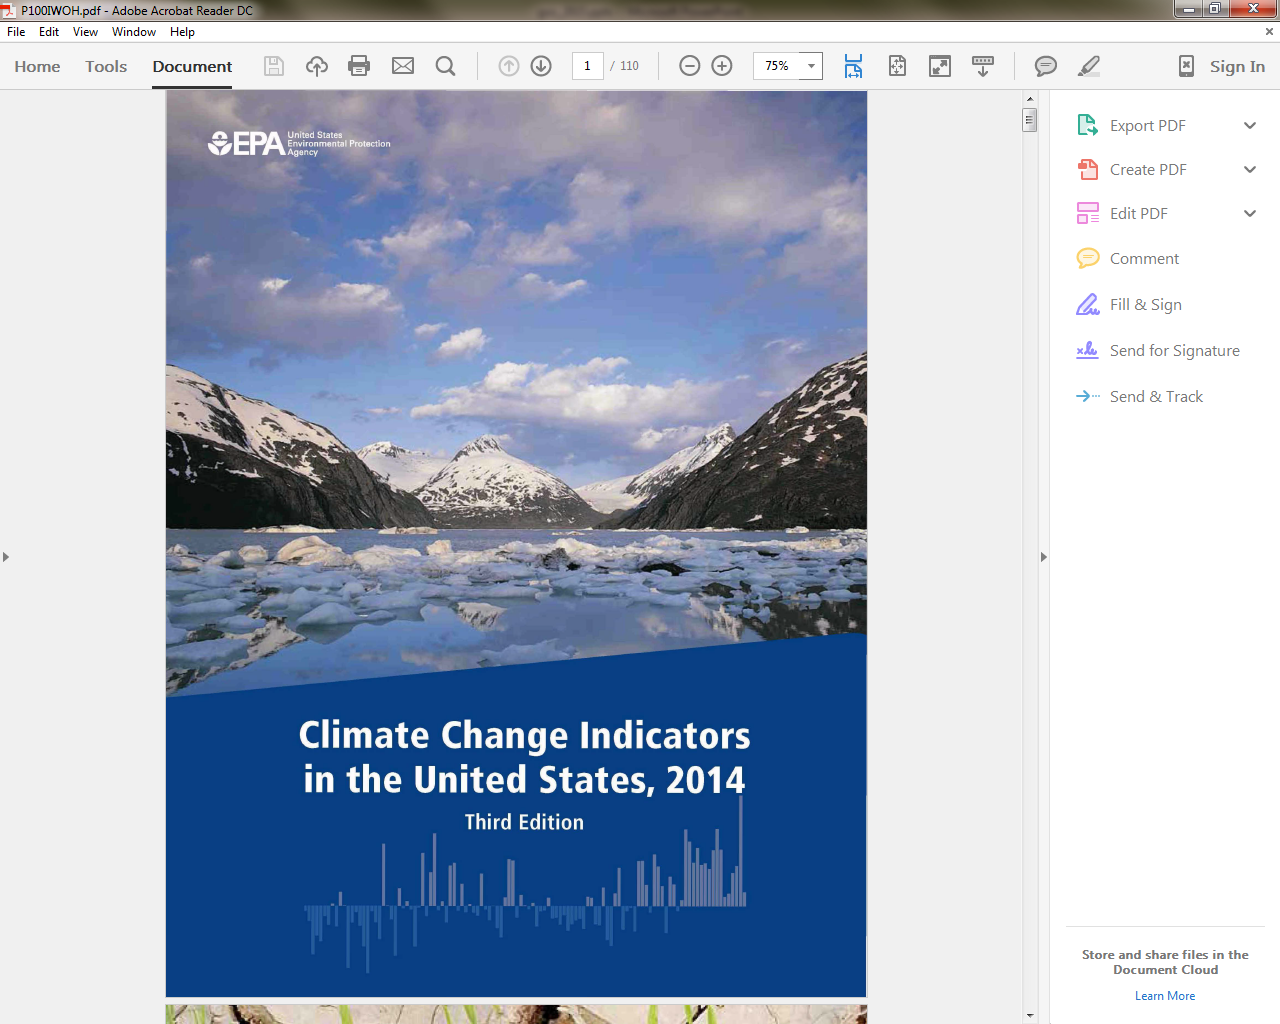 P100IWOH.pdf - Adobe Acrobat Reader DC
File Edit View Window Help
Home Tools Document 1 / 110 75% Sign In
EPA United States
Environmental Protection
Agency
Climate Change Indicators
in the United States, 2014
Third Edition
Export PDF
Create PDF
Edit PDF
Comment
Fill & Sign
Send for Signature
Send & Track
Store and share files in the
Document Cloud
Learn More